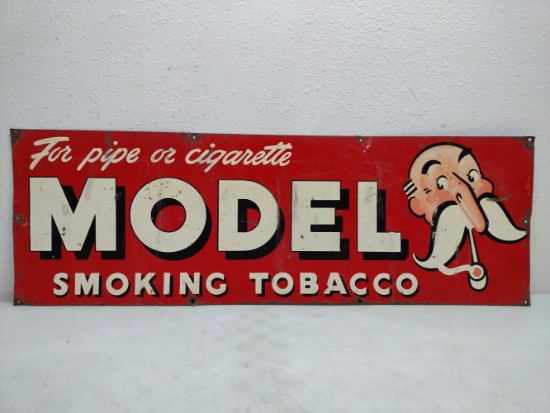 For pipe or cigarette
MODEL
SMOKING TOBACCO